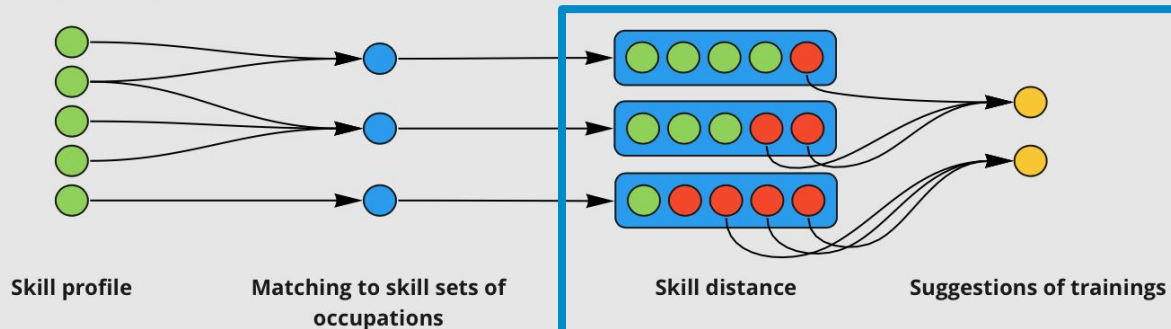 Skill profile
Matching to skill sets of
occupations
Skill distance
Suggestions of trainings